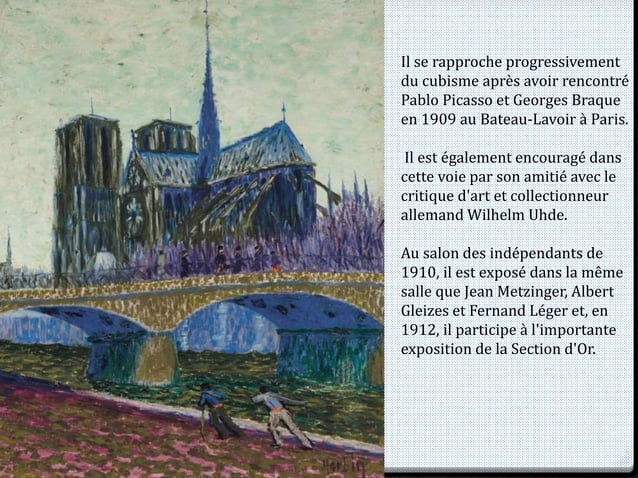 Il se rapproche progressivement
du cubisme après avoir rencontré
Pablo Picasso et Georges Braque
en 1909 au Bateau-Lavoir à Paris.
Il est également encouragé dans
cette voie par son amitié avec le
critique d'art et collectionneur
allemand Wilhelm Uhde.
Au salon des indépendants de
1910, il est exposé dans la même
salle que Jean Metzinger, Albert
Gleizes et Fernand Léger et, en
1912, il participe à l'importante
exposition de la Section d'Or.
Herbin